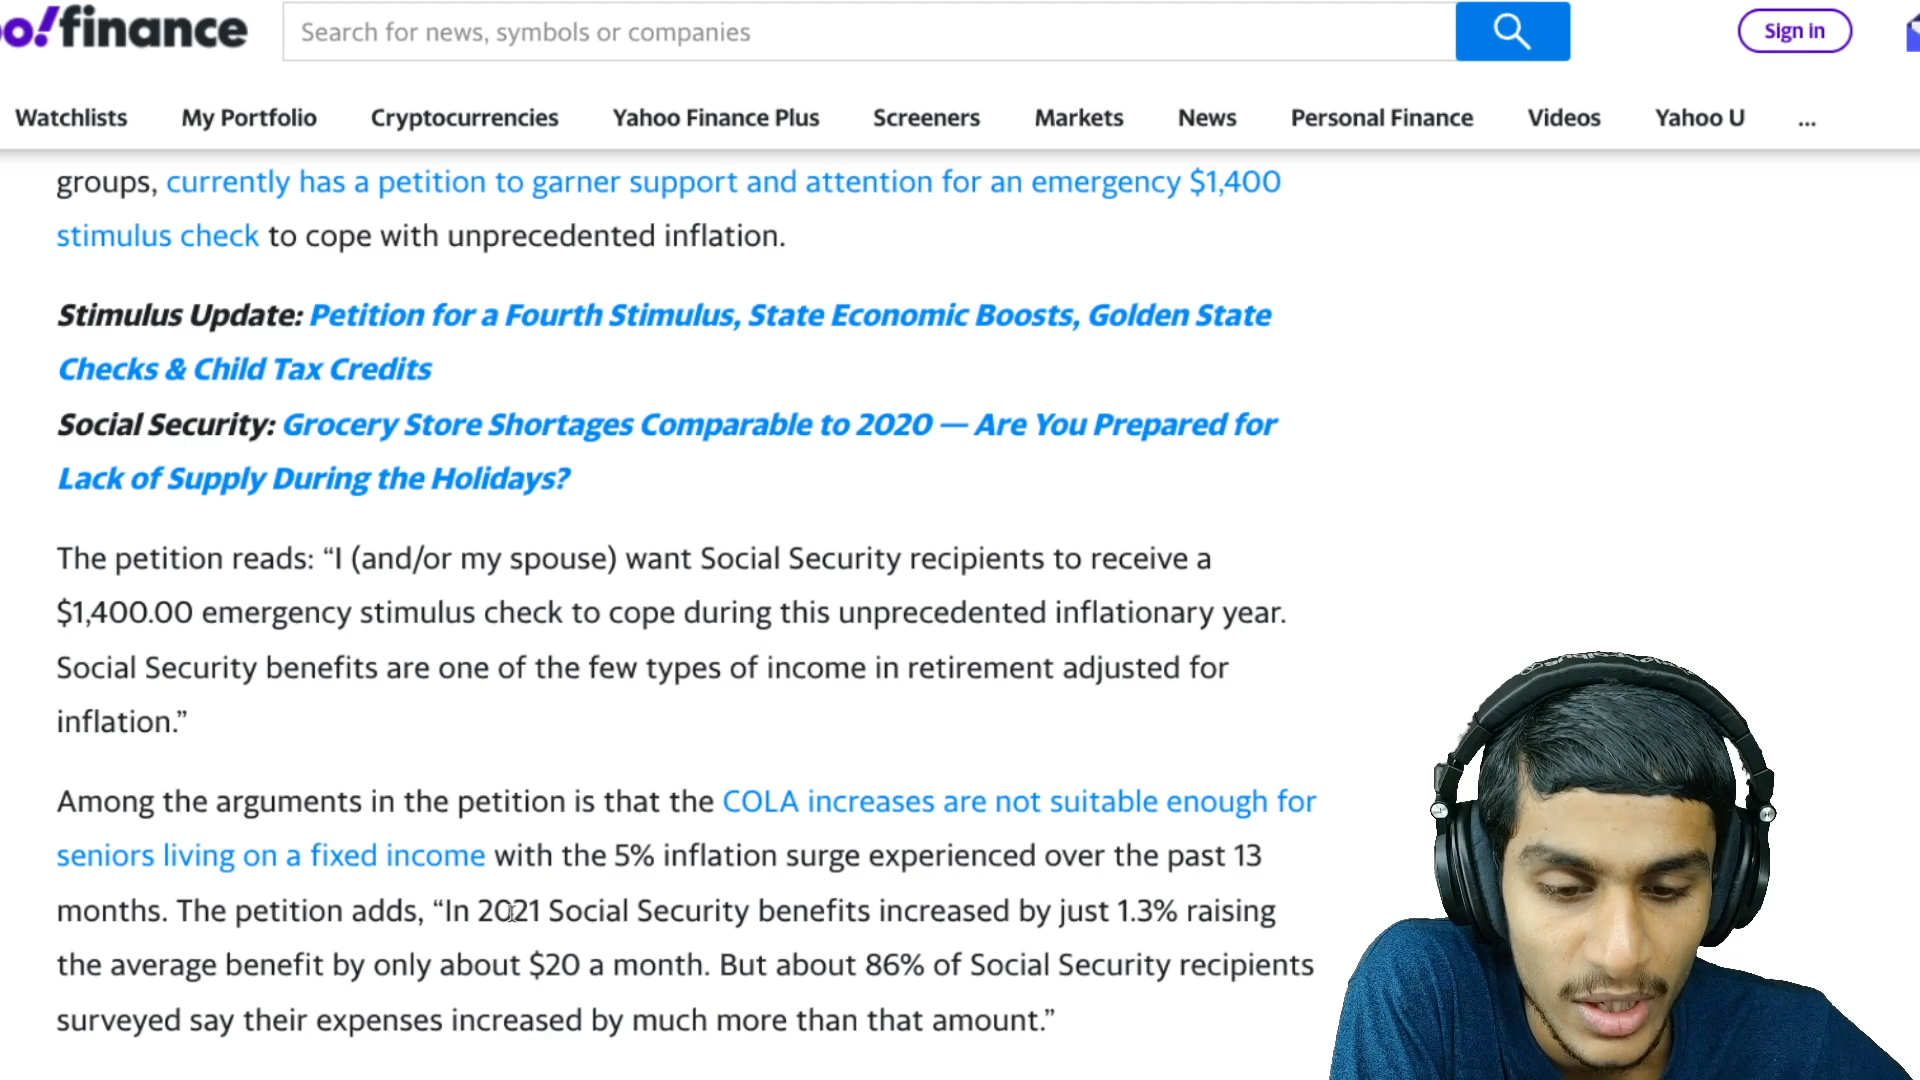 o!finance
Search for news, symbols or companies
Sign in
Watchlists My Portfolio Cryptocurrencies Yahoo Finance Plus Screeners Markets News Personal Finance Videos Yahoo U ...
groups, currently has a petition to garner support and attention for an emergency $1,400
stimulus check to cope with unprecedented inflation.
Stimulus Update: Petition for a Fourth Stimulus, State Economic Boosts, Golden State
Checks & Child Tax Credits
Social Security: Grocery Store Shortages Comparable to 2020 — Are You Prepared for
Lack of Supply During the Holidays?
The petition reads: “I (and/or my spouse) want Social Security recipients to receive a
$1,400.00 emergency stimulus check to cope during this unprecedented inflationary year.
Social Security benefits are one of the few types of income in retirement adjusted for
inflation.”
Among the arguments in the petition is that the COLA increases are not suitable enough for
seniors living on a fixed income with the 5% inflation surge experienced over the past 13
months. The petition adds, “In 2021 Social Security benefits increased by just 1.3% raising
the average benefit by only about $20 a month. But about 86% of Social Security recipients
surveyed say their expenses increased by much more than that amount.”